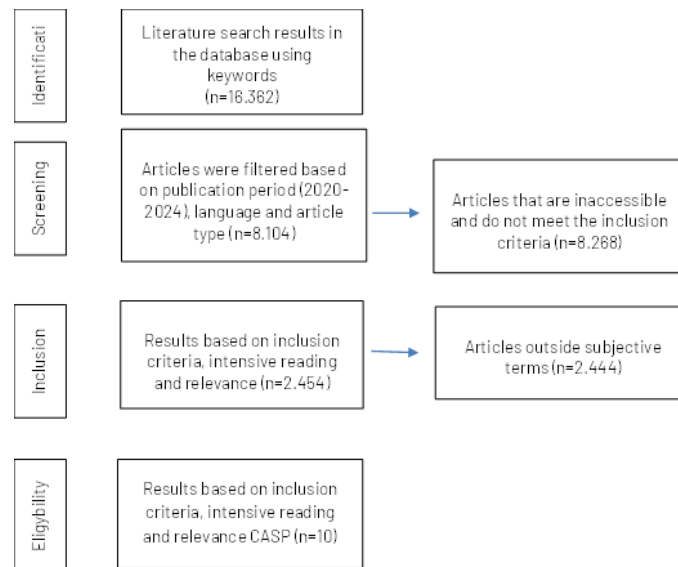 Identificati
Literature search results in
the database using
keywords
(n=16.362)
Screening
Articles were filtered based
on publication period (2020-
2024), language and article
type (n=8.104)
Articles that are inaccessible
and do not meet the inclusion
criteria (n=8.268)
Inclusion
Results based on inclusion
criteria, intensive reading
and relevance (n=2.454)
Articles outside subjective
terms (n=2.444)
Eligybility
Results based on inclusion
criteria, intensive reading
and relevance CASP (n=10)